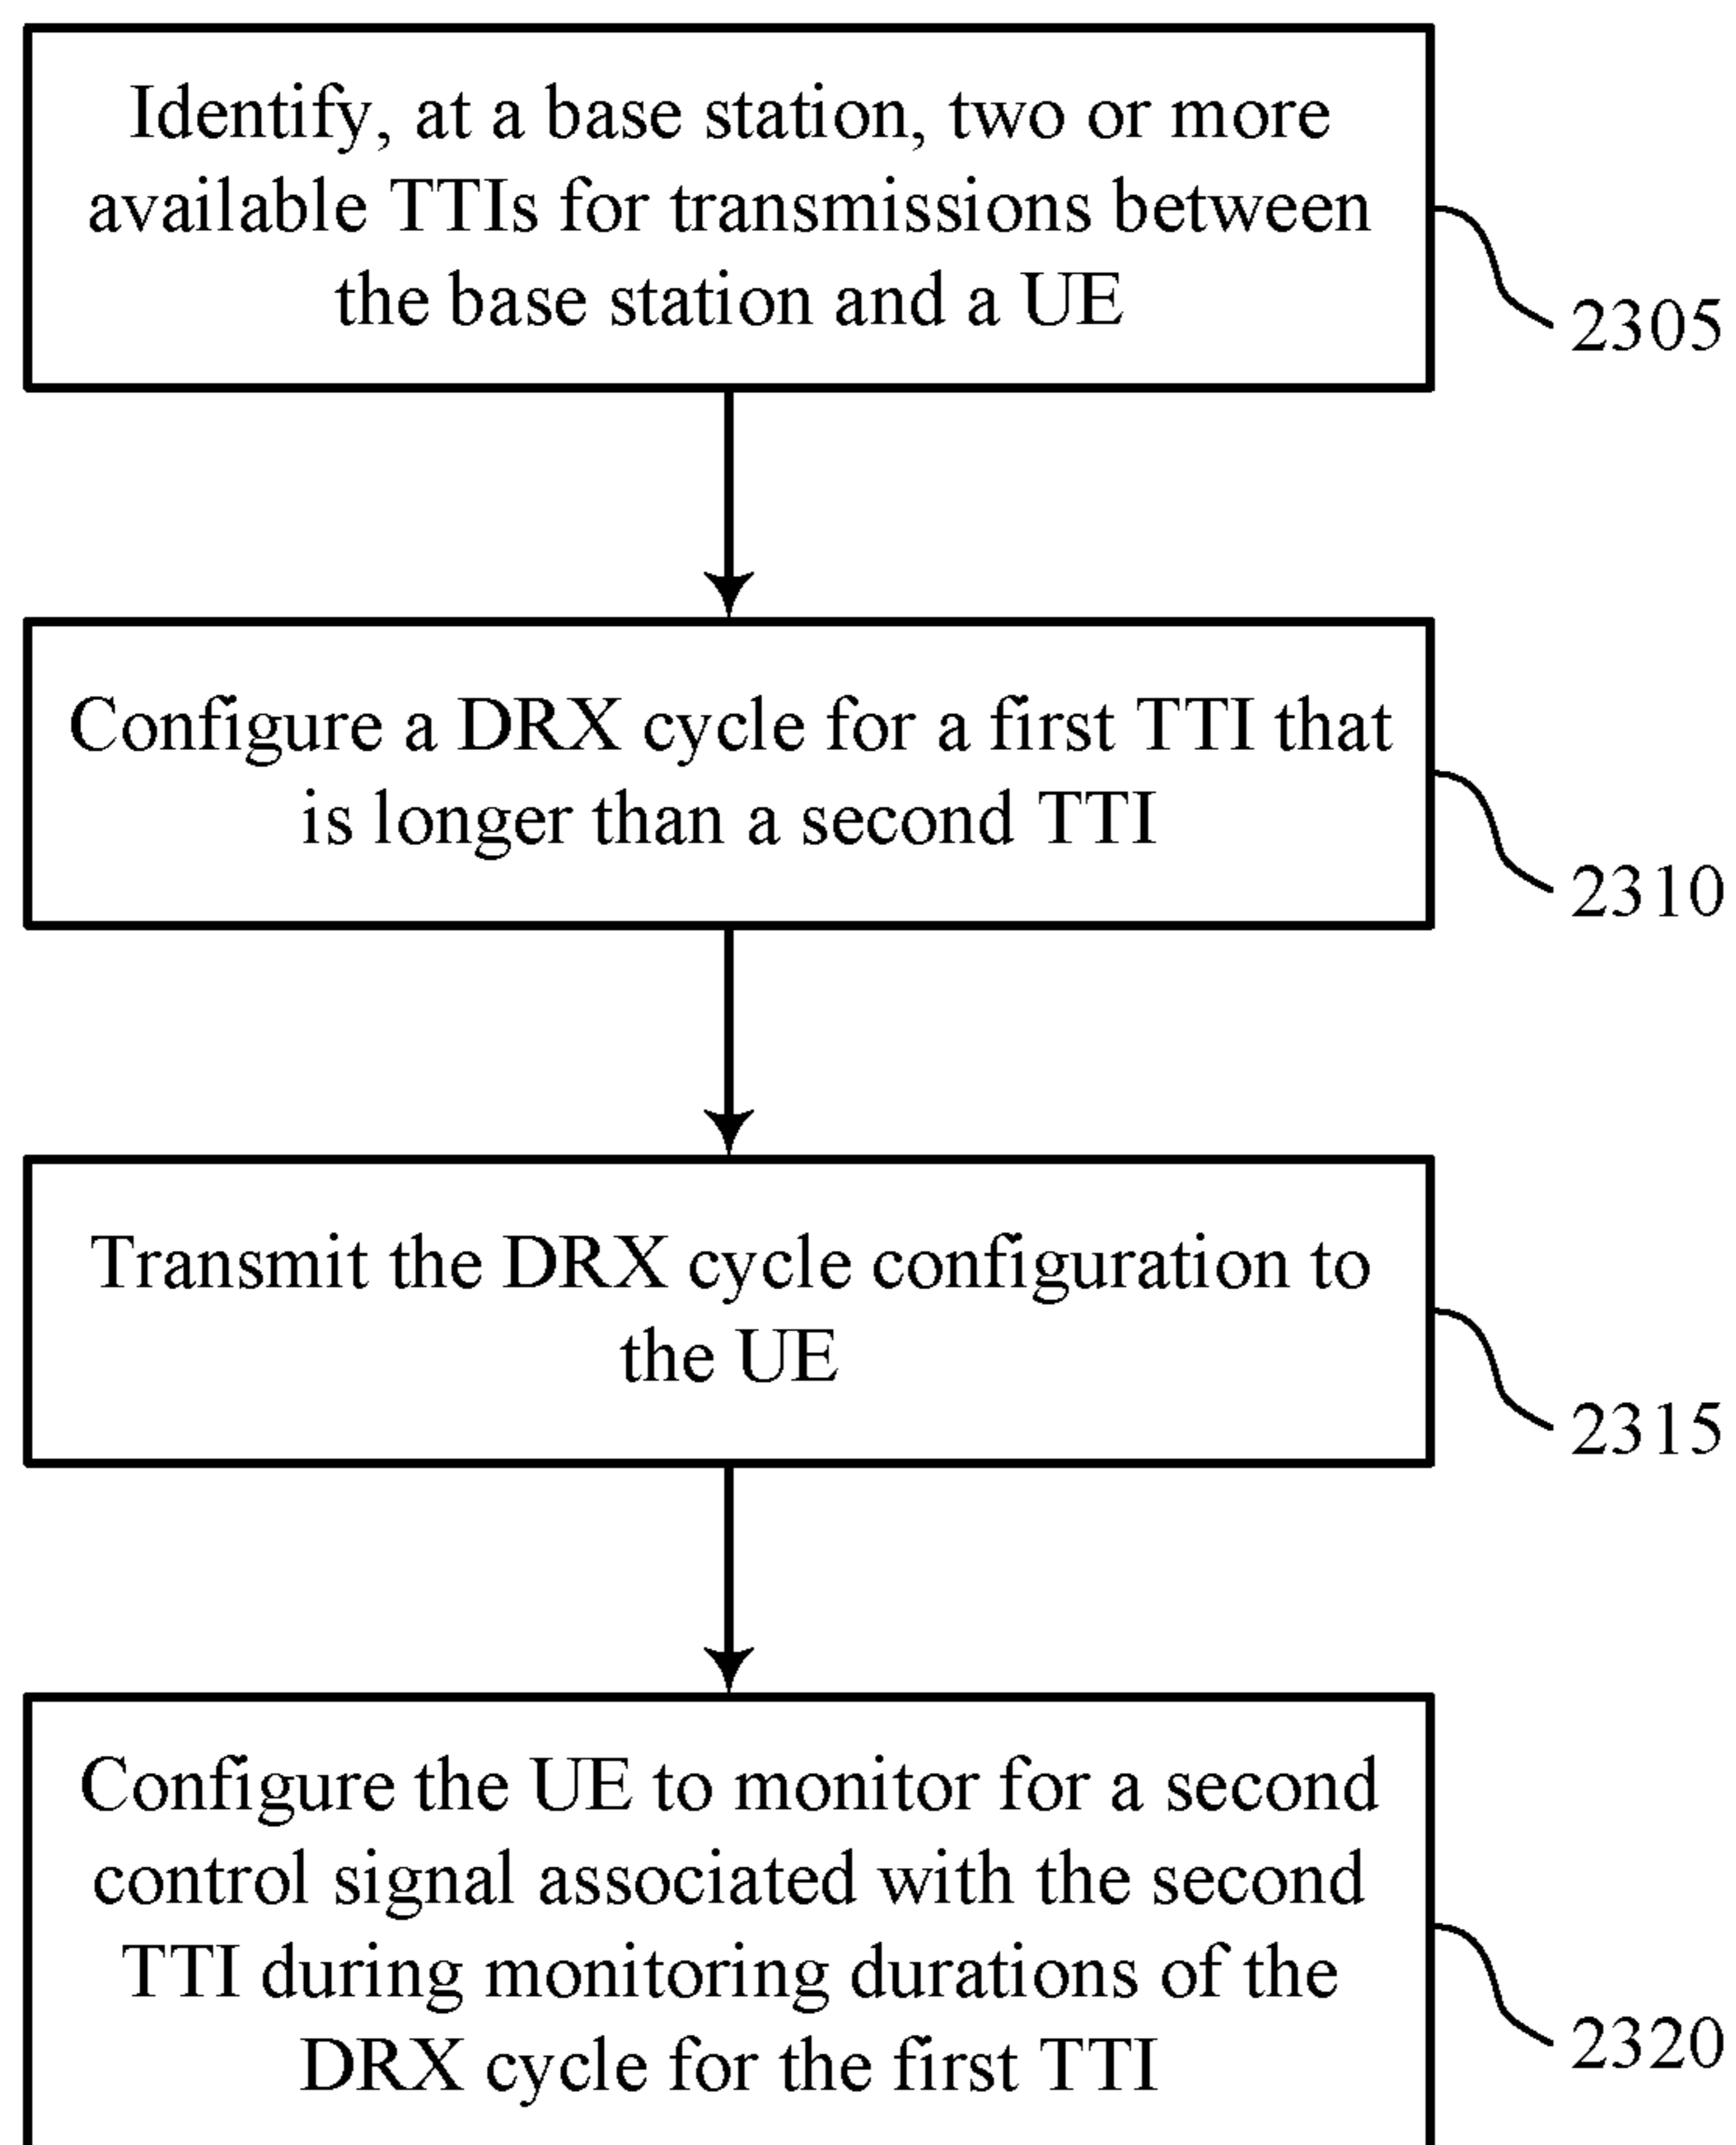 Identify, at a base station, two or more
available TTIs for transmissions between
the base station and a UE
2305
Configure a DRX cycle for a first TTI that
is longer than a second TTI
2310
Transmit the DRX cycle configuration to
the UE
2315
Configure the UE to monitor for a second
control signal associated with the second
TTI during monitoring durations of the
DRX cycle for the first TTI
2320